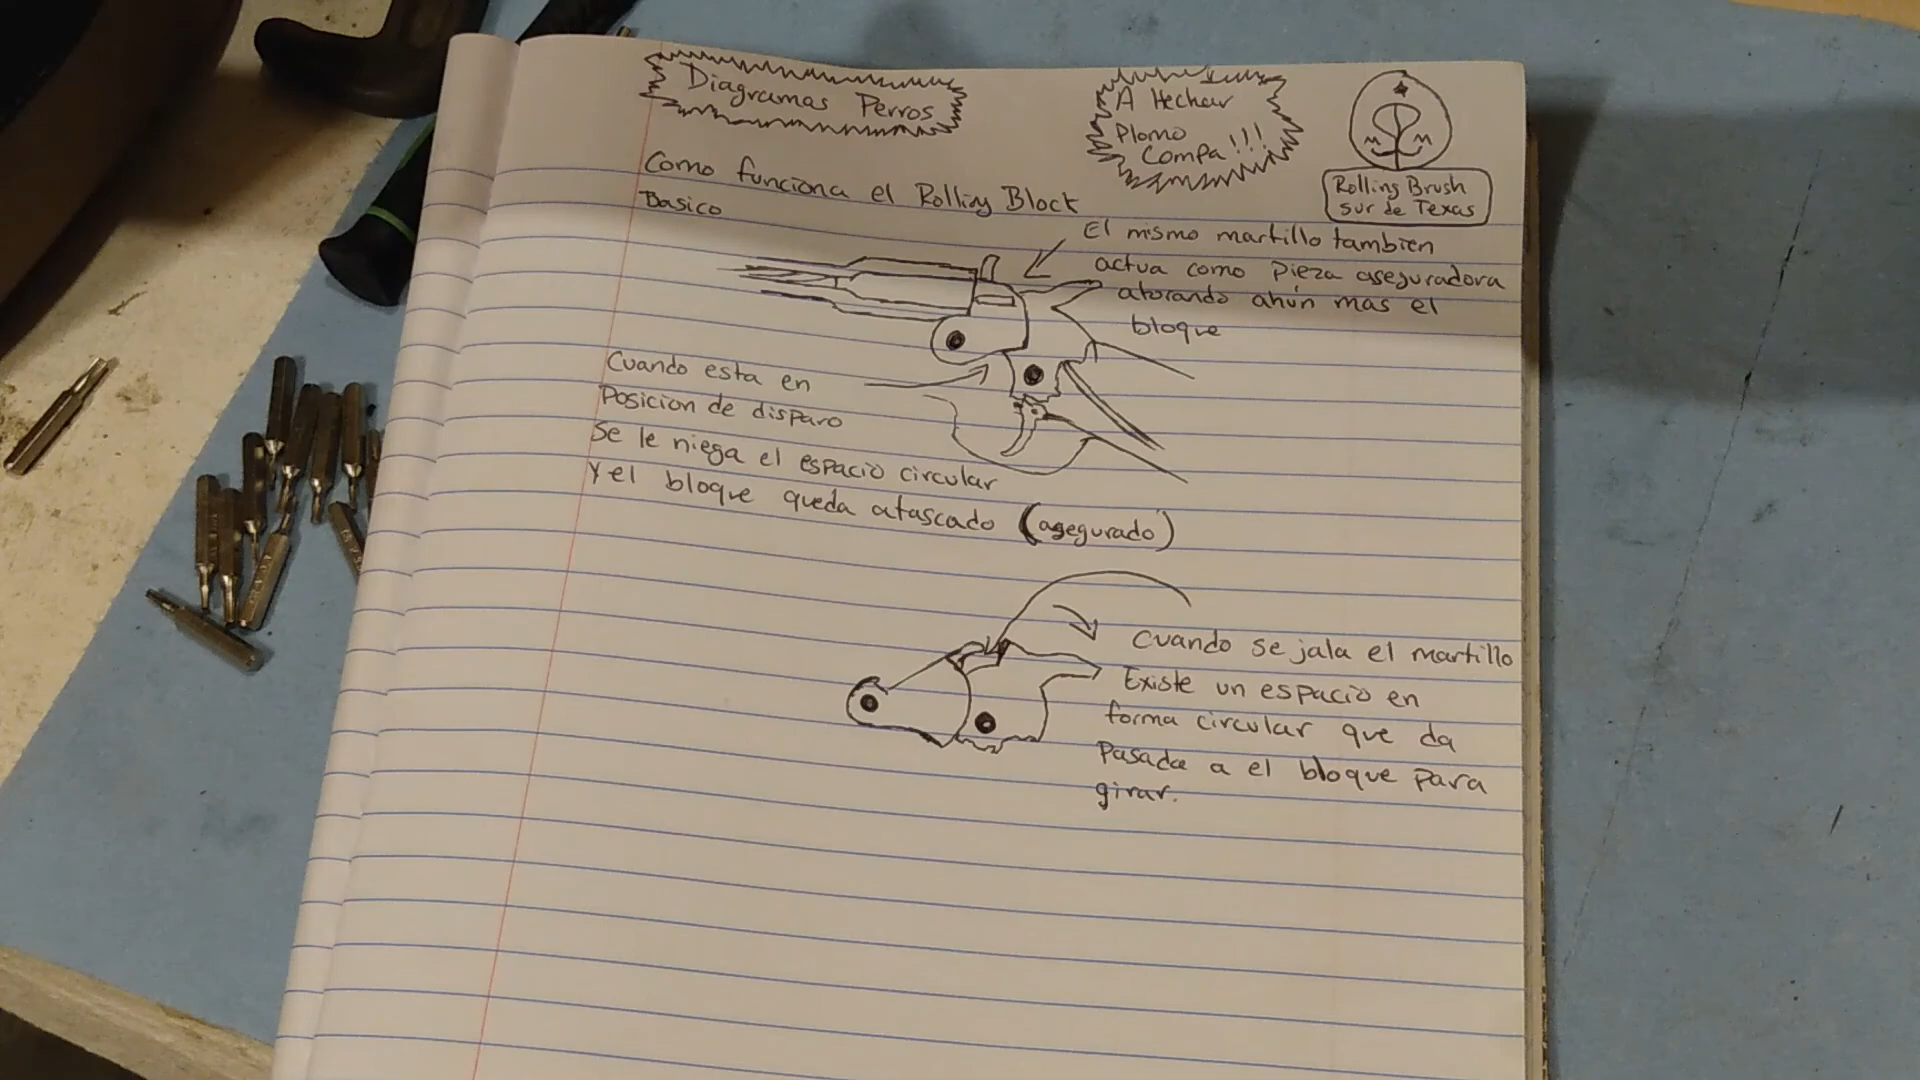 Diagramas Perros
A Hechar
Plomo
Compa!!!
Rolling Brush
sur de Texas
Como funciona el Rolling Block
Basico
El mismo martillo tambien
actua como pieza aseguradora
atorando ahún mas el
bloque
Cuando esta en
Posicion de disparo
Se le niega el espacio circular
Y el bloque queda atascado (asegurado)
Cuando se jala el martillo
Existe un espacio en
forma circular que da
Pasada a el bloque para
girar.